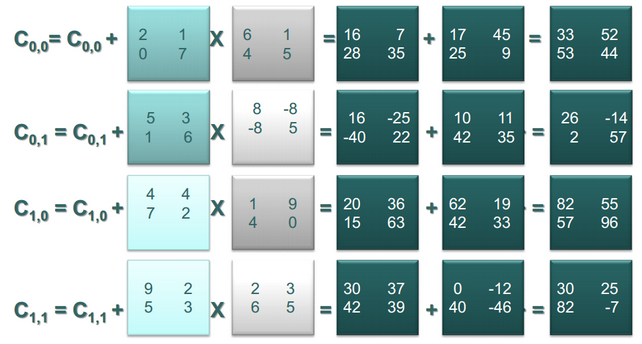 C0,0= C0,0 + 2 1 X 6 1 = 16 7 + 17 45 = 33 52
0 7 4 5 28 35 25 9 53 44
C0,1 = C0,1 + 5 3 X 8 -8 = 16 -25 + 10 11 = 26 -14
1 6 -8 5 -40 22 42 35 2 57
C1,0 = C1,0 + 4 4 X 1 9 = 20 36 + 62 19 = 82 55
7 2 4 0 15 63 42 33 57 96
C1,1 = C1,1 + 9 2 X 2 3 = 30 37 + 0 -12 = 30 25
5 3 6 5 42 39 40 -46 82 -7